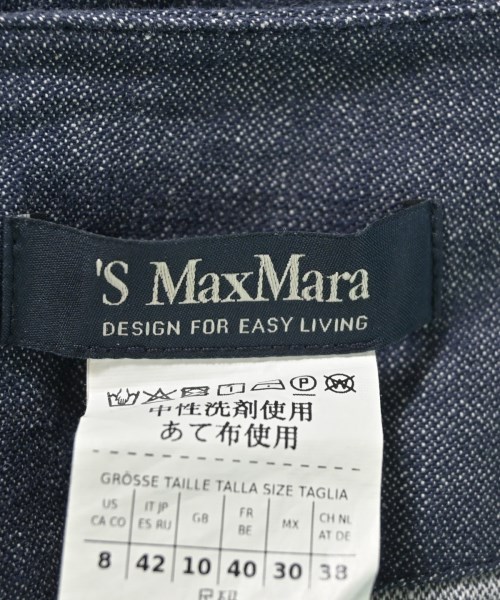 'S MaxMara
DESIGN FOR EASY LIVING
中性洗剤使用
あて布使用
GRÖSSE TAILLE TALLA SIZE TAGLIA
US IT JP GB FR MX CH NL
CA CO ES RU BE AT DE
8 42 10 40 30 38